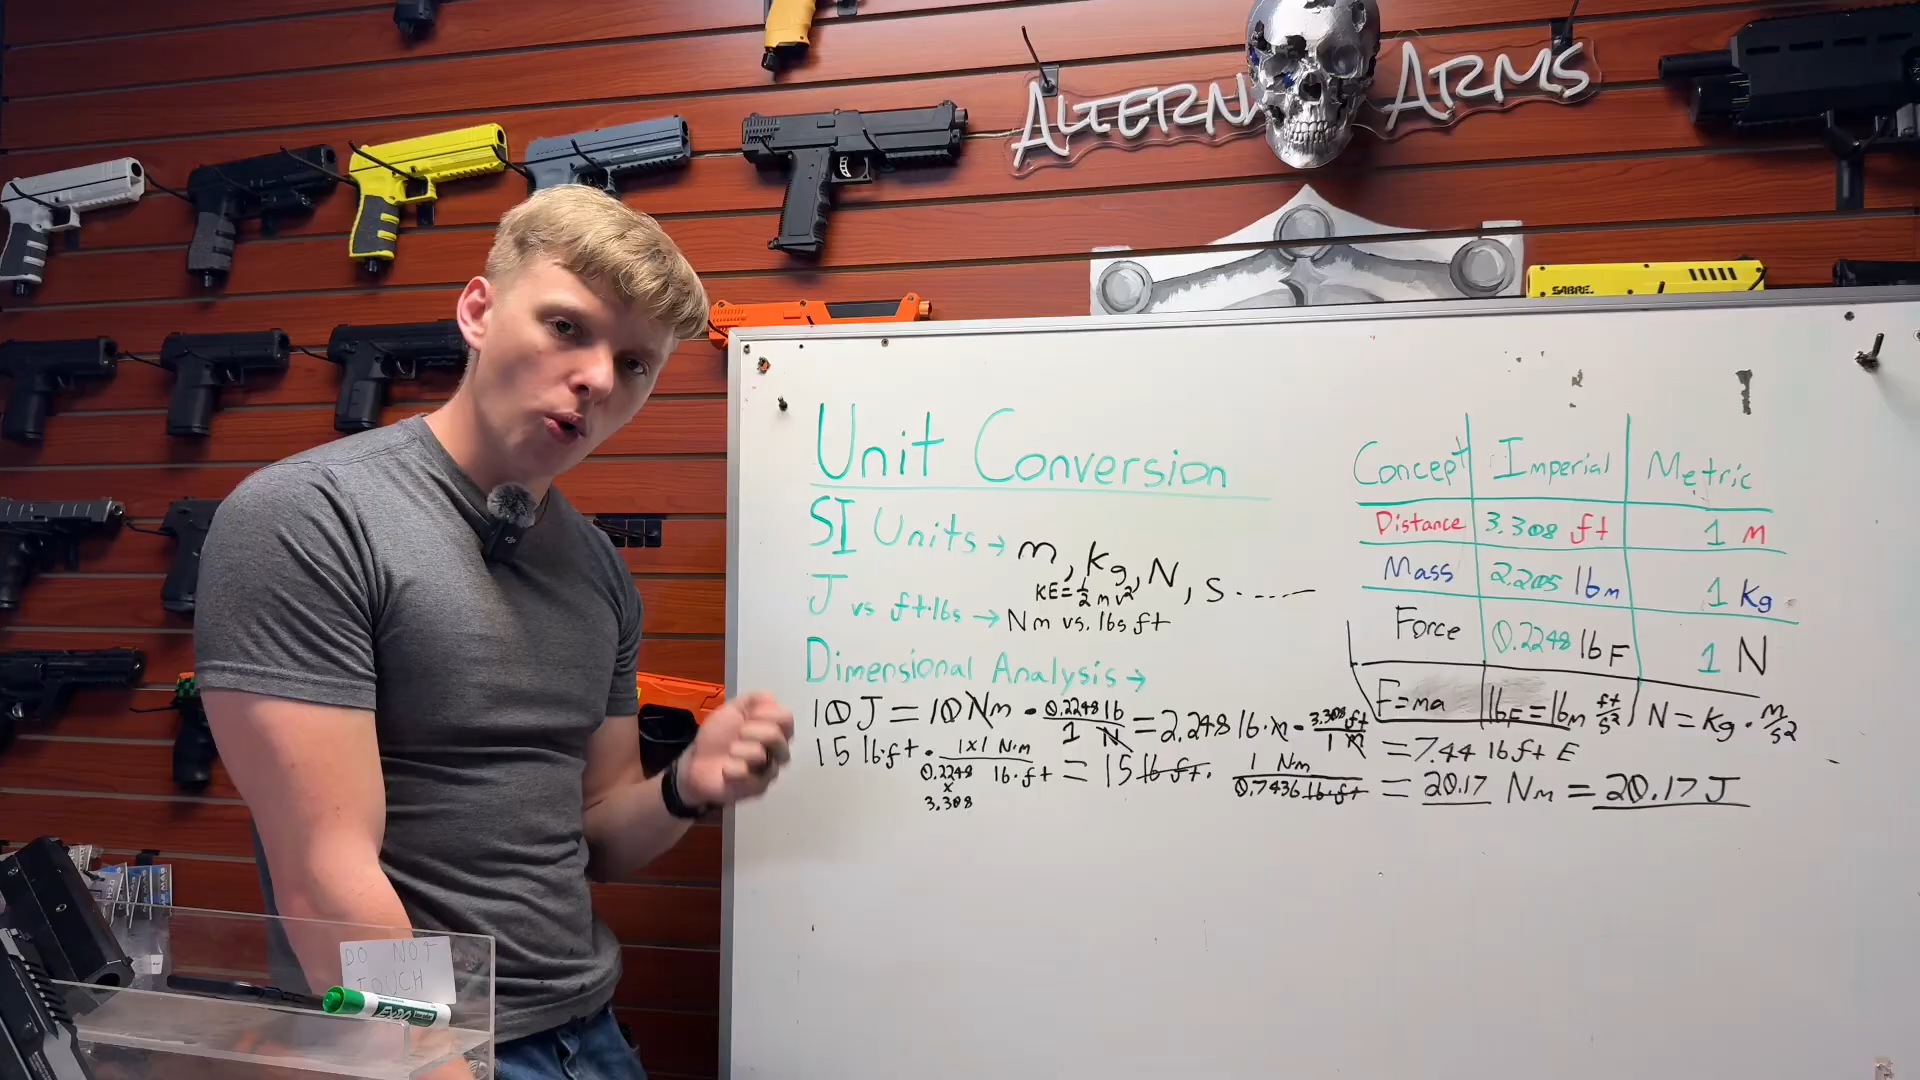 ALTERNA ARMS
SABRE
Unit Conversion
SI Units → m, kg, N, s.----
KE=½mv²
J vs ft·lbs → Nm vs. lbs ft
Dimensional Analysis →
10 J = 10 Nm · 0.2248 lb / 1 N = 2.248 lb·m · 3.308 ft / 1 m = 7.44 lb ft E
15 lb·ft · 1x1 N·m / 0.2248 x 3.308 lb·ft = 15 lb ft · 1 Nm / 0.7436 lb·ft = 20.17 Nm = 20.17 J
Concept Imperial Metric
Distance 3.308 ft 1 M
Mass 2.205 lbm 1 Kg
Force 0.2248 lbF 1 N
F=ma lbF=lbm ft/s² N=kg·m/s²
DO NOT
TOUCH
EXPO